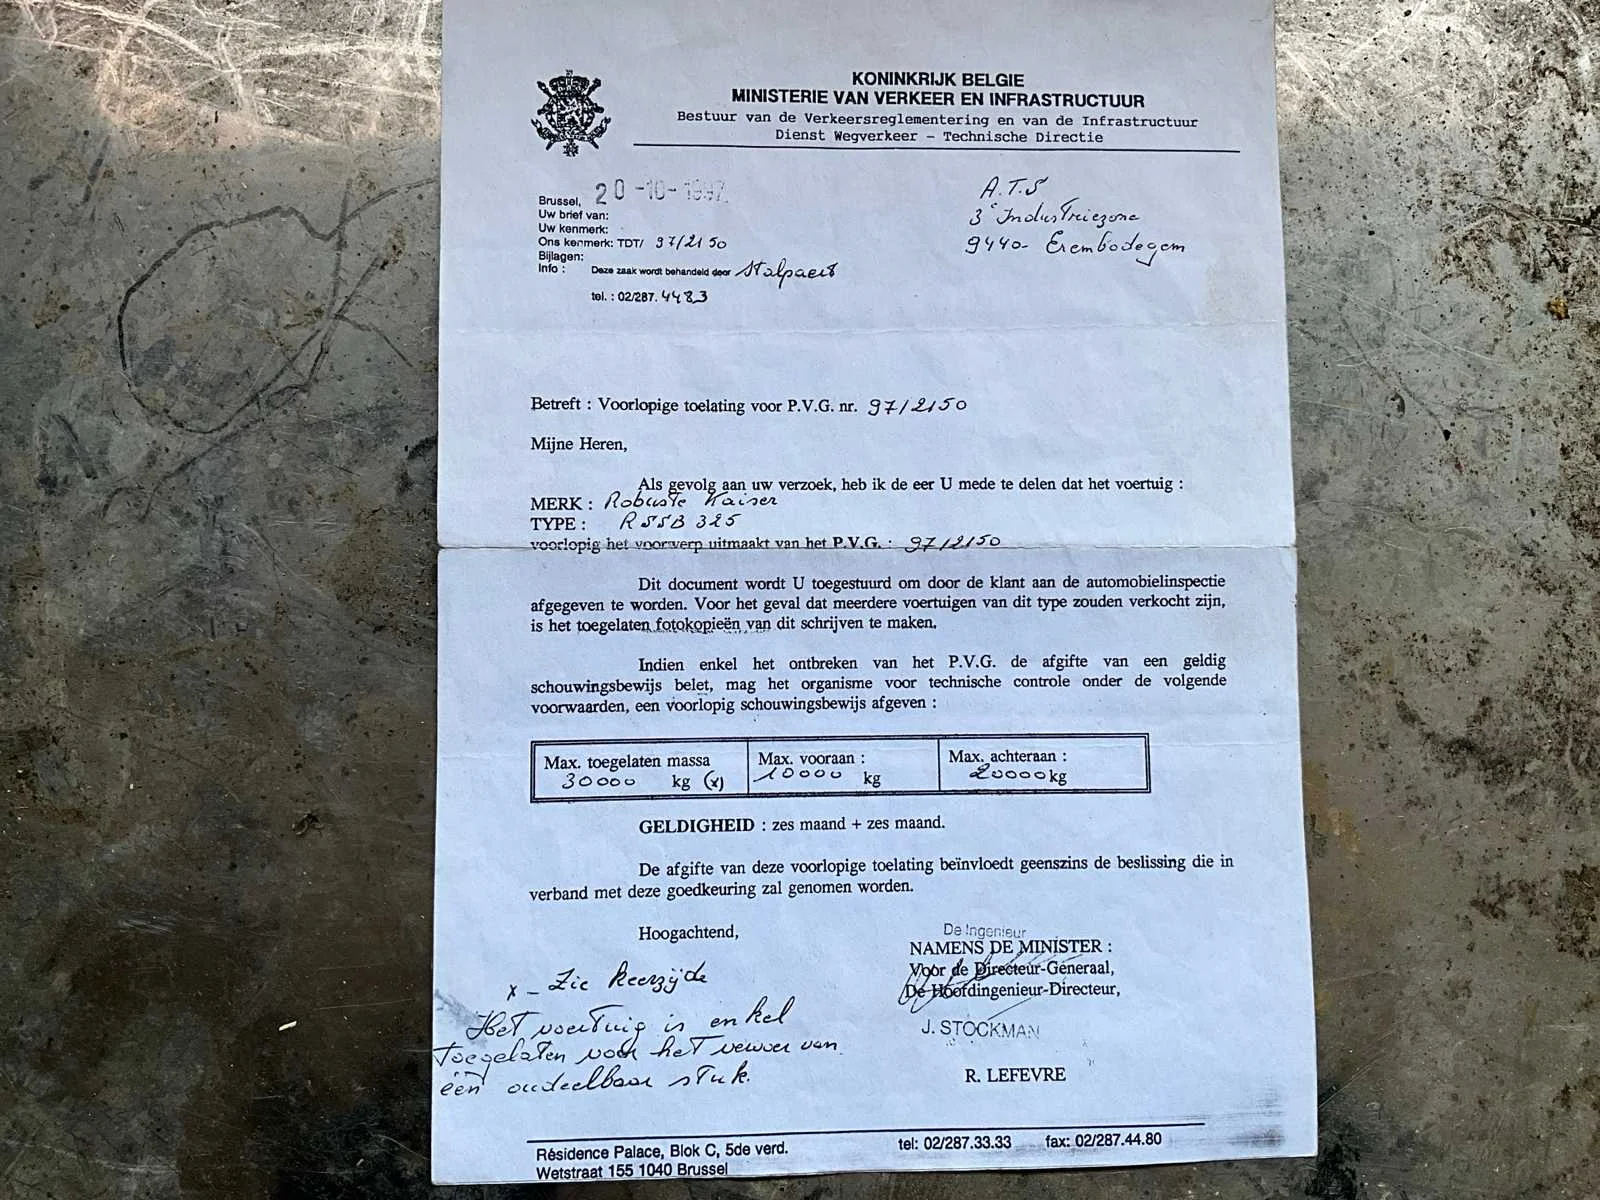 KONINKRIJK BELGIE
MINISTERIE VAN VERKEER EN INFRASTRUCTUUR
Bestuur van de Verkeersreglementering en van de Infrastructuur
Dienst Wegverkeer - Technische Directie
Brussel, 20-10-1997
Uw brief van:
Uw kenmerk:
Ons kenmerk: TDT/ 97/2150
Bijlagen:
Info : Deze zaak wordt behandeld door Stalpaert
tel. : 02/287. 4483
A.T.S
3e Industriezone
9440- Erembodegem
Betreft : Voorlopige toelating voor P.V.G. nr. 97/2150
Mijne Heren,
Als gevolg aan uw verzoek, heb ik de eer U mede te delen dat het voertuig :
MERK : Robuste Kaiser
TYPE : RSSB 325
voorlopig het voorwerp uitmaakt van het P.V.G. : 97/2150
Dit document wordt U toegestuurd om door de klant aan de automobielinspectie
afgegeven te worden. Voor het geval dat meerdere voertuigen van dit type zouden verkocht zijn,
is het toegelaten fotokopieën van dit schrijven te maken.
Indien enkel het ontbreken van het P.V.G. de afgifte van een geldig
schouwingsbewijs belet, mag het organisme voor technische controle onder de volgende
voorwaarden, een voorlopig schouwingsbewijs afgeven :
Max. toegelaten massa
30000 kg (x)
Max. vooraan :
10000 kg
Max. achteraan :
20000 kg
GELDIGHEID : zes maand + zes maand.
De afgifte van deze voorlopige toelating beïnvloedt geenszins de beslissing die in
verband met deze goedkeuring zal genomen worden.
Hoogachtend,
x - Zie keerzijde
Het voertuig is enkel
toegelaten voor het vervoer van
één ondeelbaar stuk.
De Ingenieur
NAMENS DE MINISTER :
Voor de Directeur-Generaal,
De Hoofdingenieur-Directeur,
J. STOCKMAN
R. LEFEVRE
Résidence Palace, Blok C, 5de verd.
Wetstraat 155 1040 Brussel
tel: 02/287.33.33 fax: 02/287.44.80